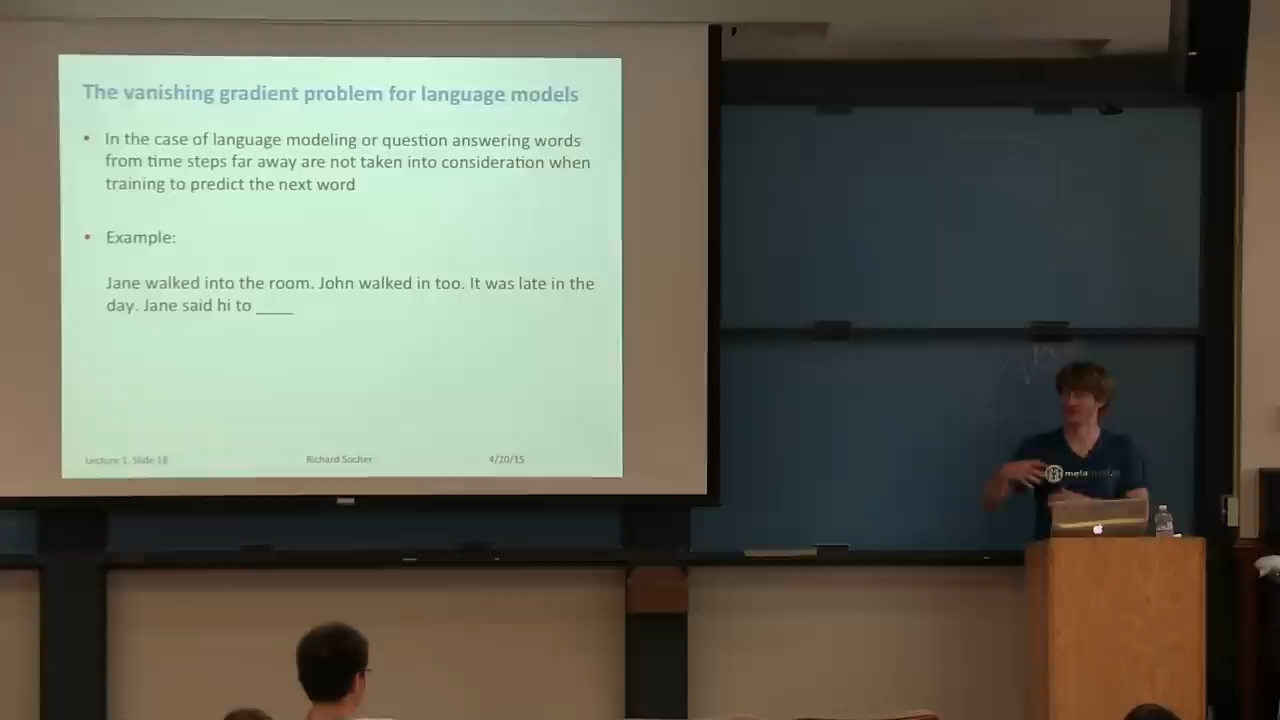 The vanishing gradient problem for language models
• In the case of language modeling or question answering words
from time steps far away are not taken into consideration when
training to predict the next word
• Example:
Jane walked into the room. John walked in too. It was late in the
day. Jane said hi to ____
Lecture 1, Slide 18
Richard Socher
4/20/15